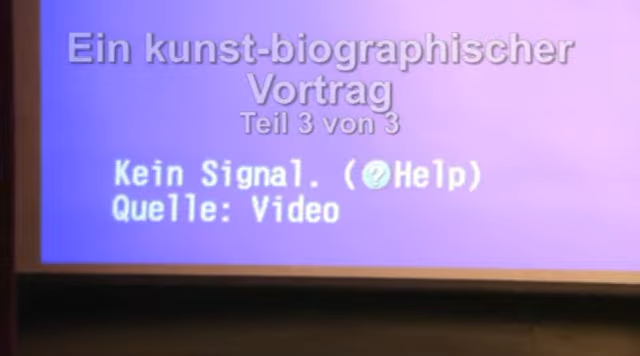 Ein kunst-biographischer
Vortrag
Teil 3 von 3
Kein Signal. (?Help)
Quelle: Video